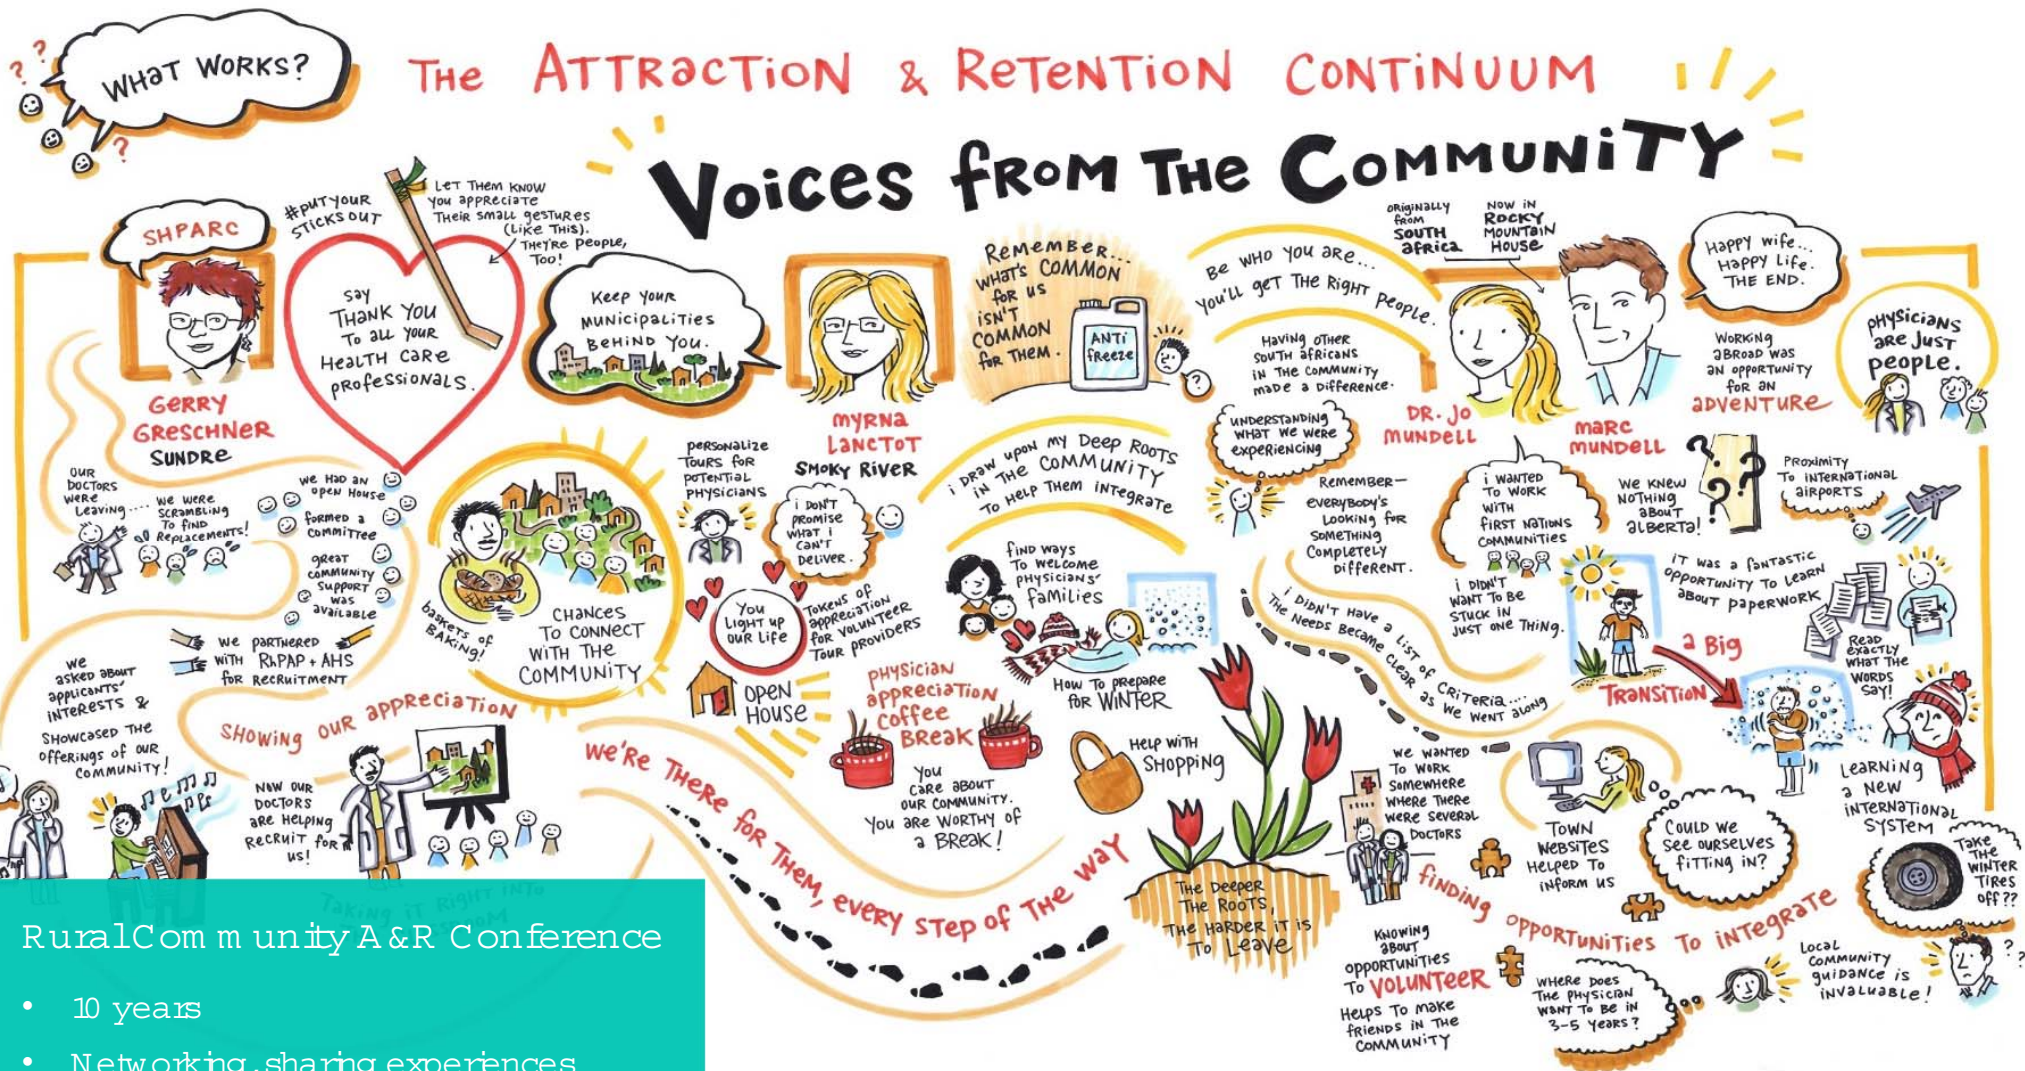 WHAT WORKS?
THE ATTRACTION & RETENTION CONTINUUM
VOICES FROM THE COMMUNITY
SHPARC
GERRY
GRESCHNER
SUNDRE
#PUT YOUR
STICKS OUT
LET THEM KNOW
YOU APPRECIATE
THEIR SMALL GESTURES
(LIKE THIS).
THEY'RE PEOPLE,
TOO!
SAY
THANK YOU
TO ALL YOUR
HEALTH CARE
PROFESSIONALS.
OUR
DOCTORS
WERE
LEAVING....
WE WERE
SCRAMBLING
TO FIND
REPLACEMENTS!
WE HAD AN
OPEN HOUSE
FORMED A
COMMITTEE
GREAT
COMMUNITY
SUPPORT
WAS
AVAILABLE
WE PARTNERED
WITH RhPAP + AHS
FOR RECRUITMENT
WE
ASKED ABOUT
APPLICANTS'
INTERESTS &
SHOWCASED THE
OFFERINGS OF OUR
COMMUNITY!
SHOWING OUR APPRECIATION
NOW OUR
DOCTORS
ARE HELPING
RECRUIT FOR
US!
TAKING IT RIGHT INTO
KEEP YOUR
MUNICIPALITIES
BEHIND YOU.
MYRNA
LANCTOT
SMOKY RIVER
BASKETS OF
BAKING!
CHANCES
TO CONNECT
WITH THE
COMMUNITY
PERSONALIZE
TOURS FOR
POTENTIAL
PHYSICIANS
I DON'T
PROMISE
WHAT I
CAN'T
DELIVER.
YOU
LIGHT UP
OUR LIFE
TOKENS OF
APPRECIATION
FOR VOLUNTEER
TOUR PROVIDERS
OPEN
HOUSE
PHYSICIAN
APPRECIATION
COFFEE
BREAK
YOU
CARE ABOUT
OUR COMMUNITY.
YOU ARE WORTHY OF
A BREAK!
WE'RE THERE FOR THEM, EVERY STEP OF THE WAY
REMEMBER...
WHAT'S COMMON
FOR US
ISN'T
COMMON
FOR THEM.
ANTI
FREEZE
?
I DRAW UPON MY DEEP ROOTS
IN THE COMMUNITY
TO HELP THEM INTEGRATE
FIND WAYS
TO WELCOME
PHYSICIANS'
FAMILIES
HOW TO PREPARE
FOR WINTER
HELP WITH
SHOPPING
THE DEEPER
THE ROOTS,
THE HARDER IT IS
TO LEAVE
BE WHO YOU ARE...
YOU'LL GET THE RIGHT PEOPLE.
ORIGINALLY
FROM
SOUTH
AFRICA
NOW IN
ROCKY
MOUNTAIN
HOUSE
DR. JO
MUNDELL
MARC
MUNDELL
HAPPY WIFE...
HAPPY LIFE.
THE END.
WORKING
ABROAD WAS
AN OPPORTUNITY
FOR AN
ADVENTURE
PHYSICIANS
ARE JUST
PEOPLE.
HAVING OTHER
SOUTH AFRICANS
IN THE COMMUNITY
MADE A DIFFERENCE.
UNDERSTANDING
WHAT WE WERE
EXPERIENCING
REMEMBER—
EVERYBODY'S
LOOKING FOR
SOMETHING
COMPLETELY
DIFFERENT.
I WANTED
TO WORK
WITH
FIRST NATIONS
COMMUNITIES
I DIDN'T
WANT TO BE
STUCK IN
JUST ONE THING.
WE KNEW
NOTHING
ABOUT
ALBERTA!
PROXIMITY
TO INTERNATIONAL
AIRPORTS
IT WAS A FANTASTIC
OPPORTUNITY TO LEARN
ABOUT PAPERWORK
READ
EXACTLY
WHAT THE
WORDS
SAY!
A BIG
TRANSITION
I DIDN'T HAVE A LIST OF CRITERIA....
THE NEEDS BECAME CLEAR AS WE WENT ALONG
WE WANTED
TO WORK
SOMEWHERE
WHERE THERE
WERE SEVERAL
DOCTORS
TOWN
WEBSITES
HELPED TO
INFORM US
COULD WE
SEE OURSELVES
FITTING IN?
LEARNING
A NEW
INTERNATIONAL
SYSTEM
TAKE
THE
WINTER
TIRES
OFF??
FINDING OPPORTUNITIES TO INTEGRATE
KNOWING
ABOUT
OPPORTUNITIES
TO VOLUNTEER
HELPS TO MAKE
FRIENDS IN THE
COMMUNITY
WHERE DOES
THE PHYSICIAN
WANT TO BE IN
3-5 YEARS?
LOCAL
COMMUNITY
GUIDANCE IS
INVALUABLE!
Rural Community A&R Conference
• 10 years
• Networking, sharing experiences